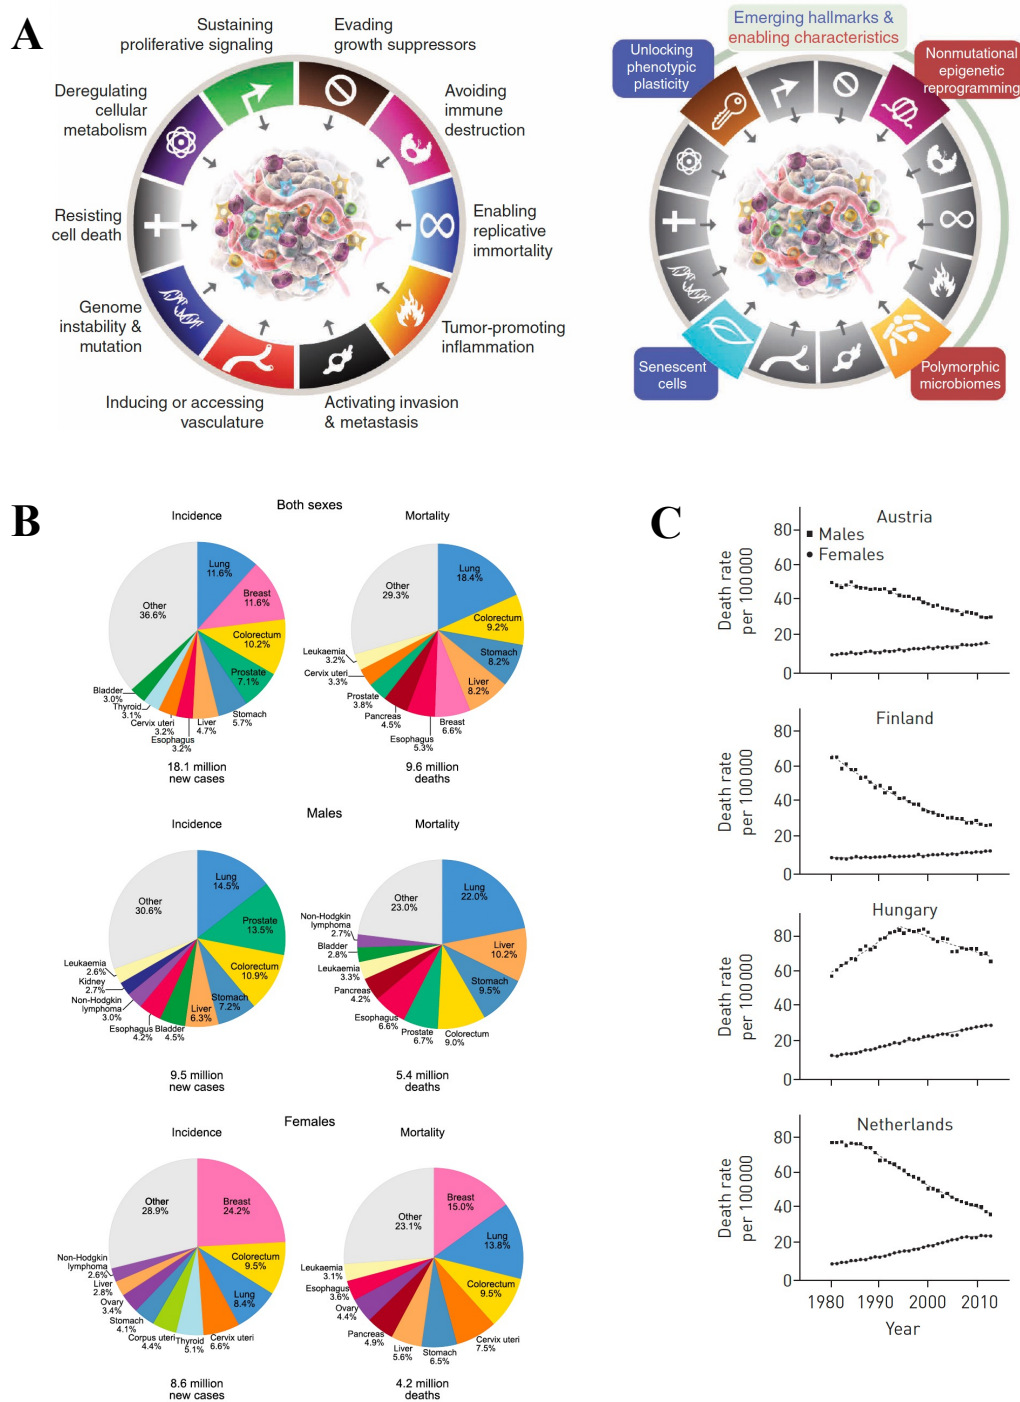 A
Sustaining
proliferative signaling
Evading
growth suppressors
Deregulating
cellular
metabolism
Avoiding
immune
destruction
Resisting
cell death
Enabling
replicative
immortality
Genome
instability &
mutation
Tumor-promoting
inflammation
Inducing or accessing
vasculature
Activating invasion
& metastasis
Emerging hallmarks &
enabling characteristics
Unlocking
phenotypic
plasticity
Nonmutational
epigenetic
reprogramming
Senescent
cells
Polymorphic
microbiomes
B
Both sexes
Incidence
Lung
11.6%
Breast
11.6%
Colorectum
10.2%
Prostate
7.1%
Stomach
5.7%
Liver
4.7%
Esophagus
3.2%
Cervix uteri
3.2%
Thyroid
3.1%
Bladder
3.0%
Other
36.6%
18.1 million
new cases
Mortality
Lung
18.4%
Colorectum
9.2%
Stomach
8.2%
Liver
8.2%
Breast
6.6%
Esophagus
5.3%
Pancreas
4.5%
Prostate
3.8%
Cervix uteri
3.3%
Leukaemia
3.2%
Other
29.3%
9.6 million
deaths
Males
Incidence
Lung
14.5%
Prostate
13.5%
Colorectum
10.9%
Stomach
7.2%
Liver
6.3%
Bladder
4.5%
Esophagus
4.2%
Non-Hodgkin
lymphoma
3.0%
Kidney
2.7%
Leukaemia
2.6%
Other
30.6%
9.5 million
new cases
Mortality
Lung
22.0%
Liver
10.2%
Stomach
9.5%
Colorectum
9.0%
Prostate
6.7%
Esophagus
6.6%
Pancreas
4.2%
Leukaemia
3.3%
Bladder
2.8%
Non-Hodgkin
lymphoma
2.7%
Other
23.0%
5.4 million
deaths
Females
Incidence
Breast
24.2%
Colorectum
9.5%
Lung
8.4%
Cervix uteri
6.6%
Thyroid
5.1%
Corpus uteri
4.4%
Stomach
4.1%
Ovary
3.4%
Liver
2.8%
Non-Hodgkin
lymphoma
2.6%
Other
28.9%
8.6 million
new cases
Mortality
Breast
15.0%
Lung
13.8%
Colorectum
9.5%
Cervix uteri
7.5%
Stomach
6.5%
Liver
5.6%
Pancreas
4.9%
Ovary
4.4%
Esophagus
3.6%
Leukaemia
3.1%
Other
23.1%
4.2 million
deaths
C
Austria
Males
Females
Death rate
per 100 000
80
60
40
20
0
Finland
Death rate
per 100 000
80
60
40
20
0
Hungary
Death rate
per 100 000
80
60
40
20
0
Netherlands
Death rate
per 100 000
80
60
40
20
0
1980 1990 2000 2010
Year